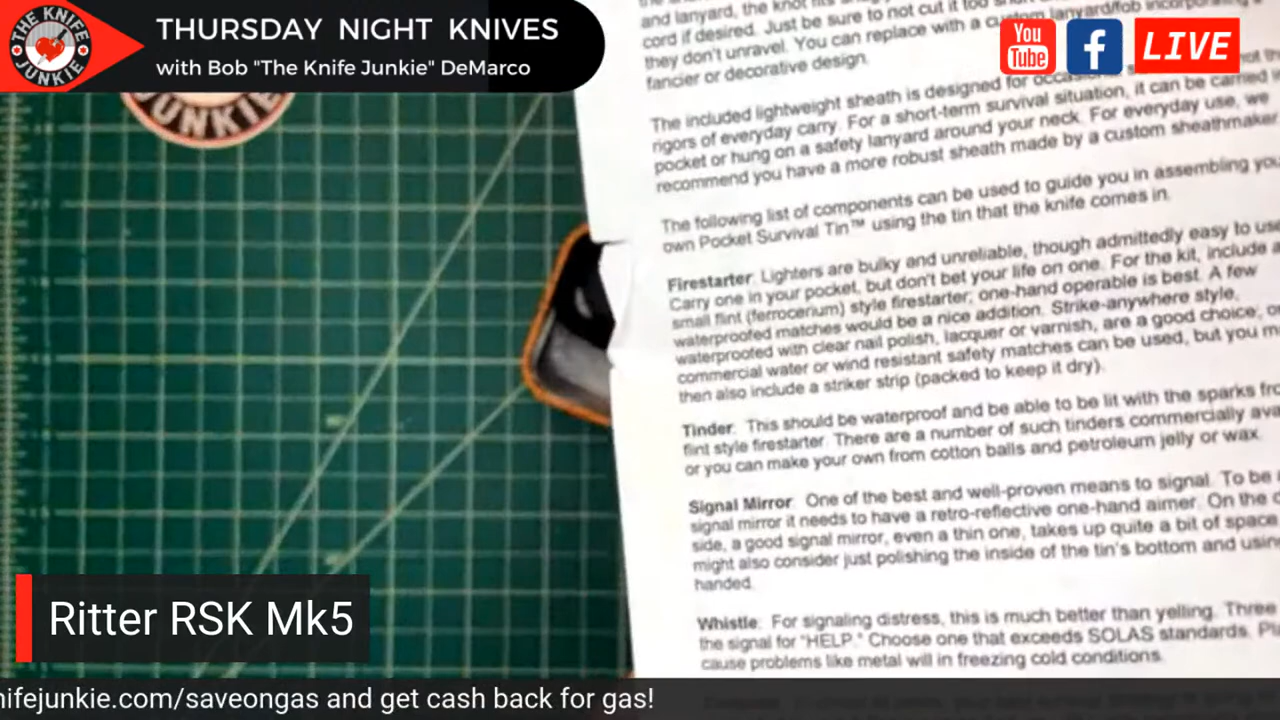 THE KNIFE
JUNKIE
THURSDAY NIGHT KNIVES
with Bob "The Knife Junkie" DeMarco
You
Tube
f
LIVE
JUNKIE
and lanyard, the knot
cord if desired. Just be sure to not cut it too
they don't unravel. You can replace with a custom lanyard/fob
fancier or decorative design.
The included lightweight sheath is designed for
rigors of everyday carry. For a short-term survival situation, it can be carried
pocket or hung on a safety lanyard around your neck. For everyday use, we
recommend you have a more robust sheath made by a custom sheathmaker
The following list of components can be used to guide you in assembling
own Pocket Survival Tin™ using the tin that the knife comes in.
Firestarter: Lighters are bulky and unreliable, though admittedly easy to
Carry one in your pocket, but don't bet your life on one. For the kit, include
small flint (ferrocerium) style firestarter; one-hand operable is best. A few
waterproofed matches would be a nice addition. Strike-anywhere style,
waterproofed with clear nail polish, lacquer or varnish, are a good choice;
commercial water or wind resistant safety matches can be used, but you
then also include a striker strip (packed to keep it dry).
Tinder: This should be waterproof and be able to be lit with the sparks
flint style firestarter. There are a number of such tinders commercially
or you can make your own from cotton balls and petroleum jelly or wax.
Signal Mirror: One of the best and well-proven means to signal. To be
signal mirror it needs to have a retro-reflective one-hand aimer. On the
side, a good signal mirror, even a thin one, takes up quite a bit of space
might also consider just polishing the inside of the tin's bottom and
handed.
Whistle: For signaling distress, this is much better than yelling. Three
the signal for "HELP." Choose one that exceeds SOLAS standards.
cause problems like metal will in freezing cold conditions.
Ritter RSK Mk5
nifejunkie.com/saveongas and get cash back for gas!